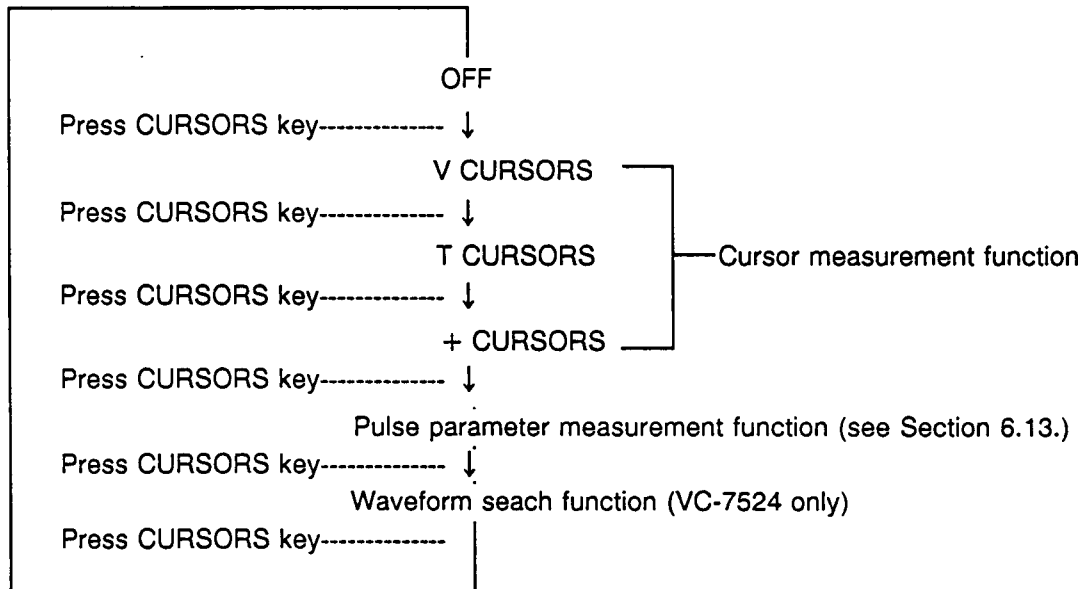 OFF
Press CURSORS key--------------- ↓
V CURSORS
Press CURSORS key--------------- ↓
T CURSORS
Cursor measurement function
Press CURSORS key--------------- ↓
+ CURSORS
Press CURSORS key--------------- ↓
Pulse parameter measurement function (see Section 6.13.)
Press CURSORS key--------------- ↓
Waveform seach function (VC-7524 only)
Press CURSORS key---------------